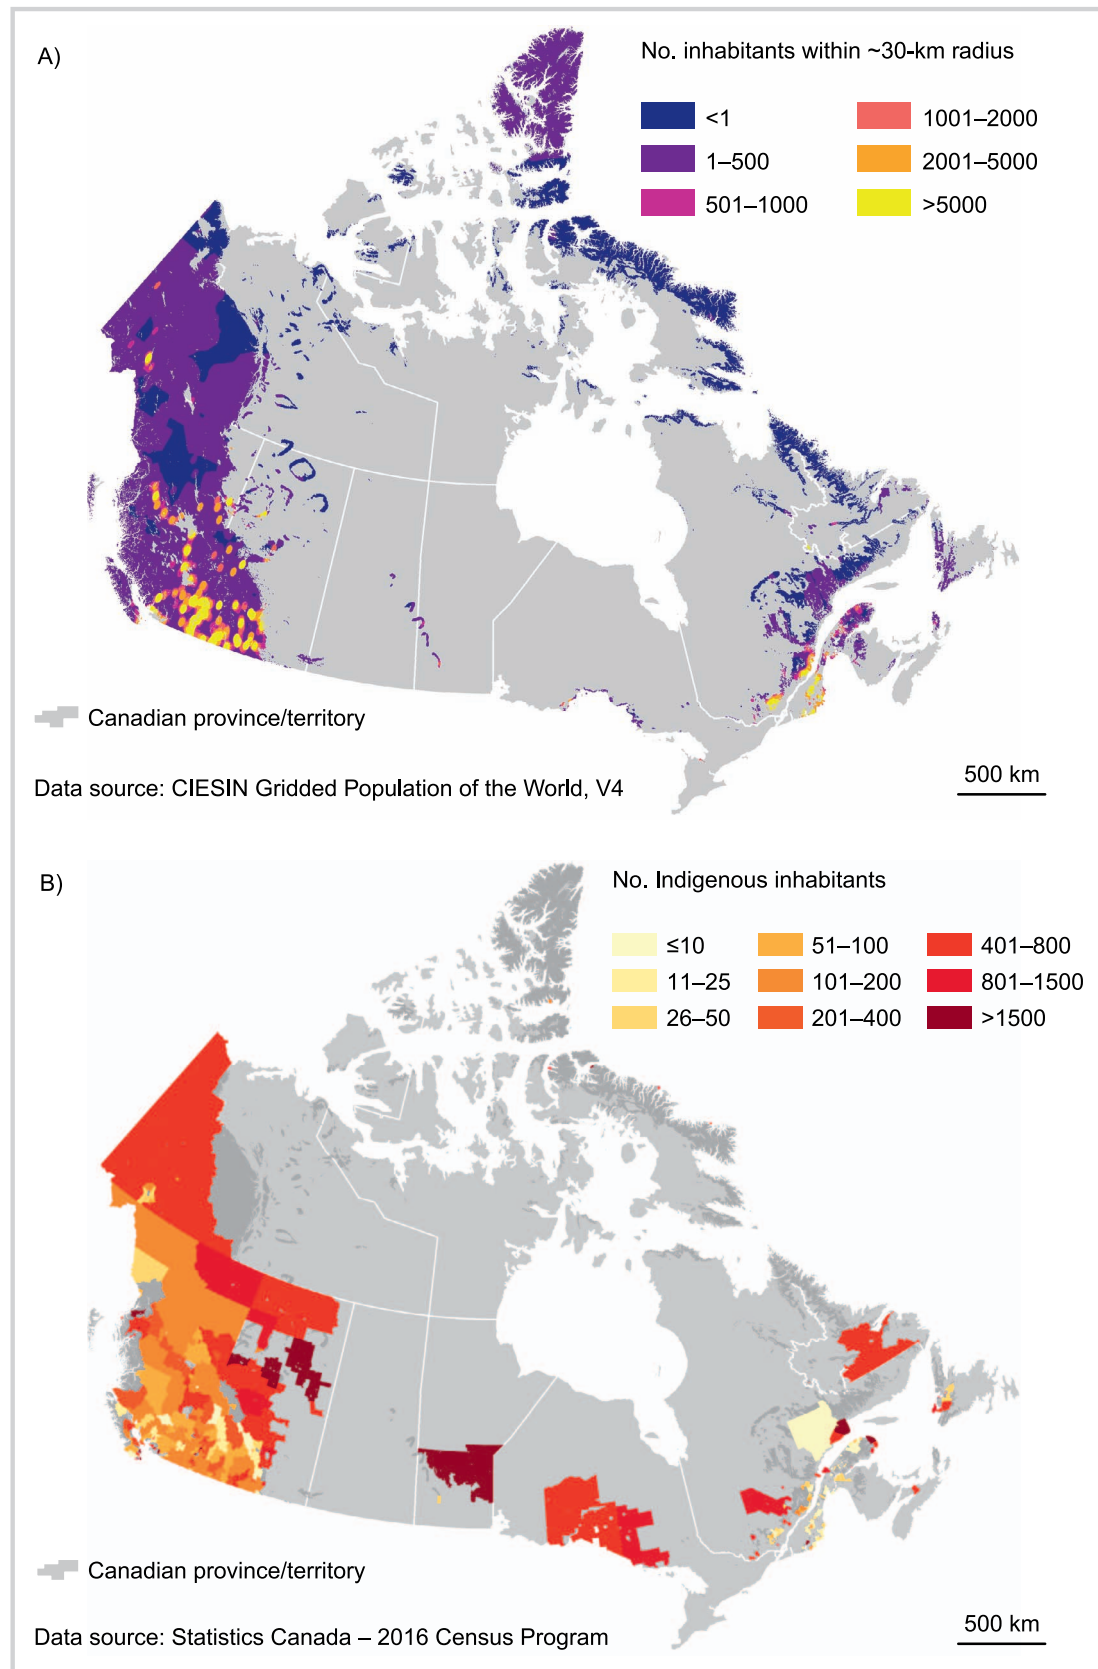 A)
No. inhabitants within ~30-km radius
<1
1001–2000
1–500
2001–5000
501–1000
>5000
Canadian province/territory
Data source: CIESIN Gridded Population of the World, V4
500 km
B)
No. Indigenous inhabitants
≤10
51–100
401–800
11–25
101–200
801–1500
26–50
201–400
>1500
Canadian province/territory
Data source: Statistics Canada – 2016 Census Program
500 km